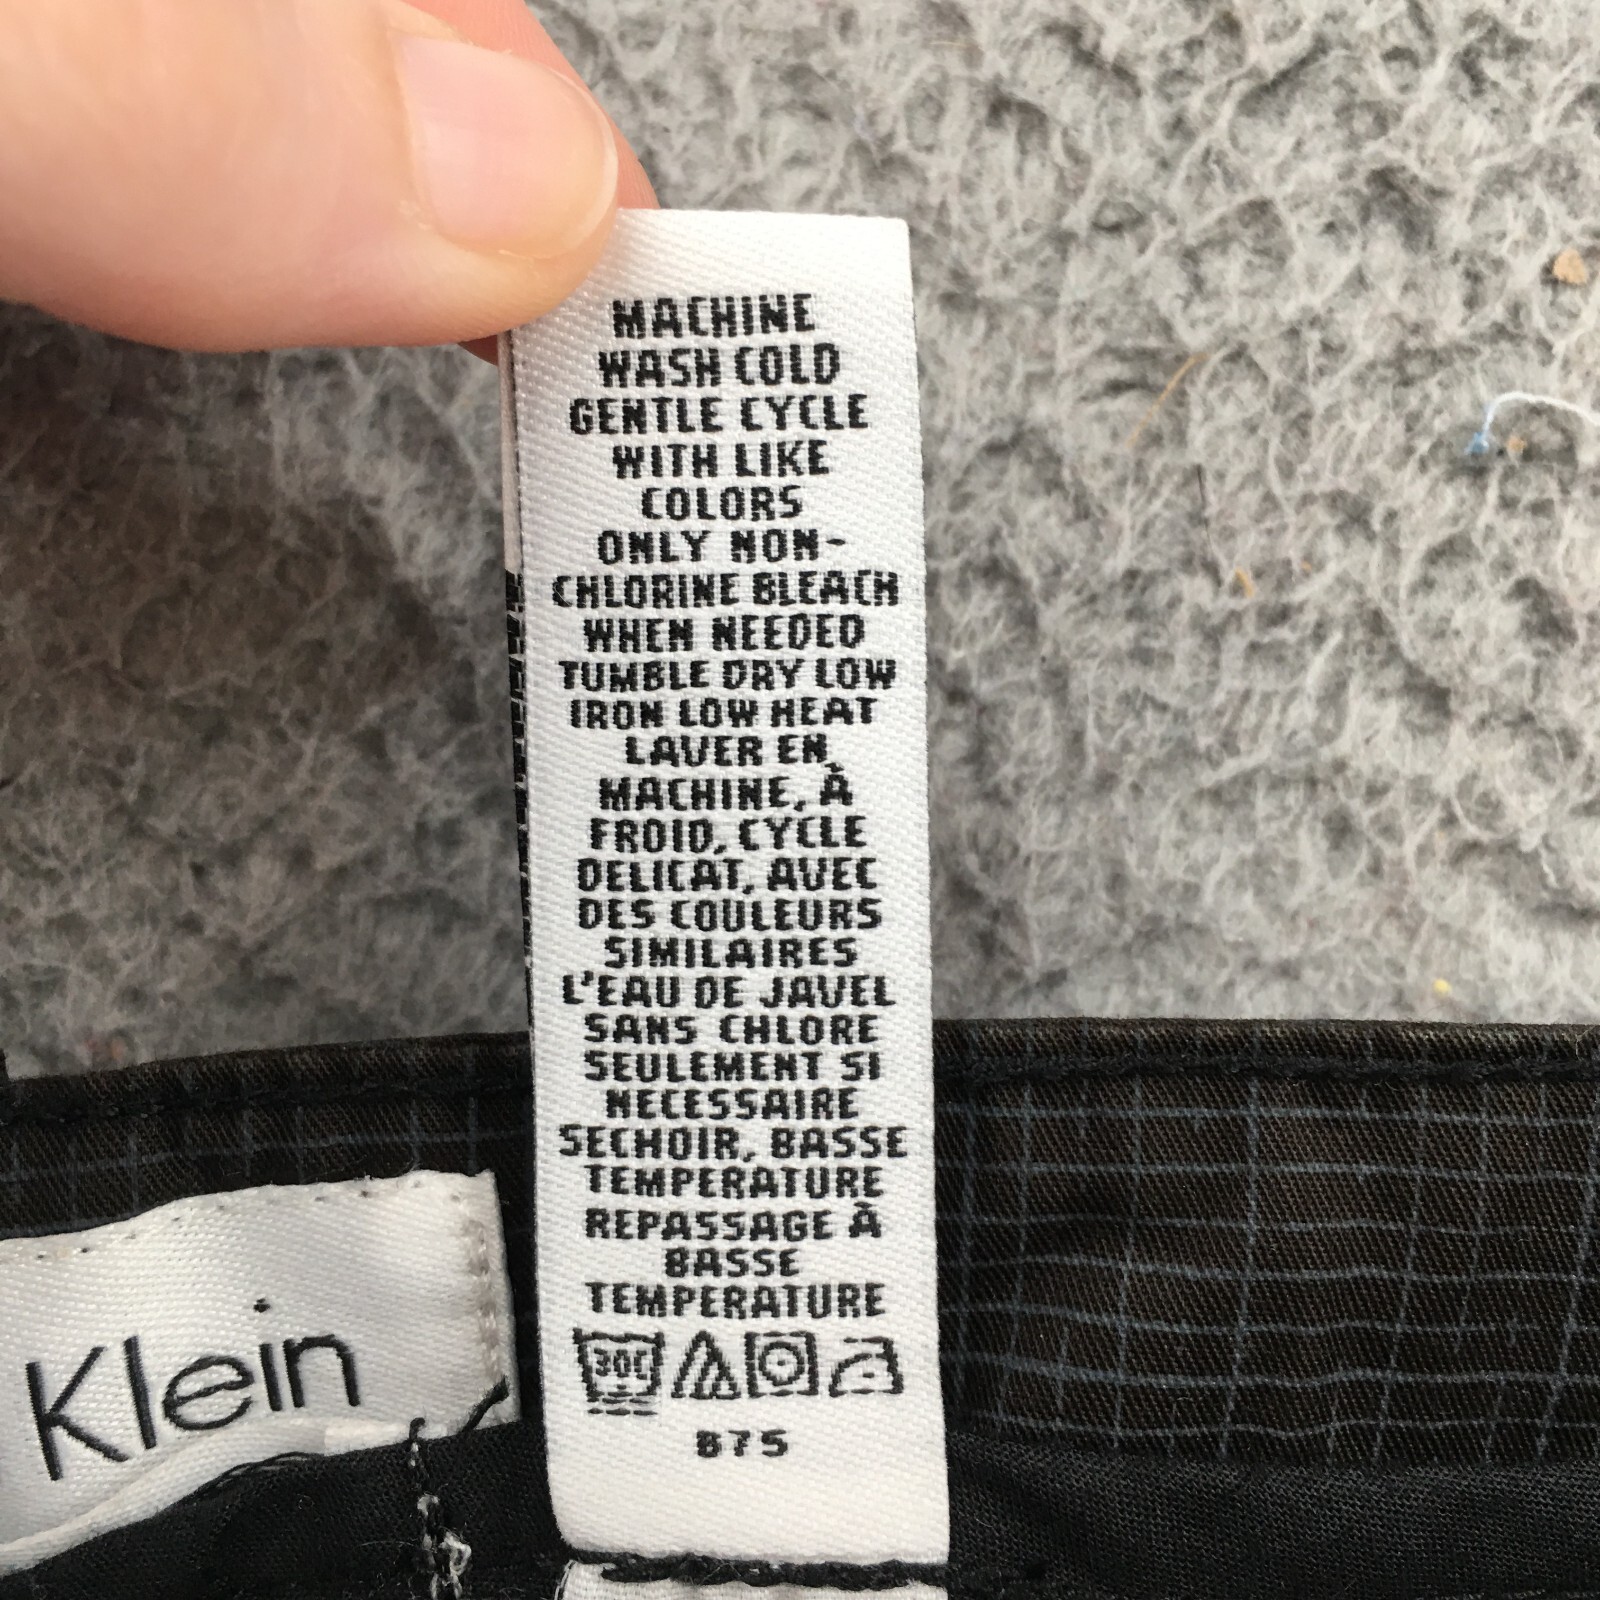 MACHINE
WASH COLD
GENTLE CYCLE
WITH LIKE
COLORS
ONLY NON-
CHLORINE BLEACH
WHEN NEEDED
TUMBLE DRY LOW
IRON LOW HEAT
LAVER EN
MACHINE, À
FROID, CYCLE
DELICAT, AVEC
DES COULEURS
SIMILAIRES
L'EAU DE JAVEL
SANS CHLORE
SEULEMENT SI
NECESSAIRE
SECHOIR, BASSE
TEMPERATURE
REPASSAGE À
BASSE
TEMPERATURE
30C
875
Klein